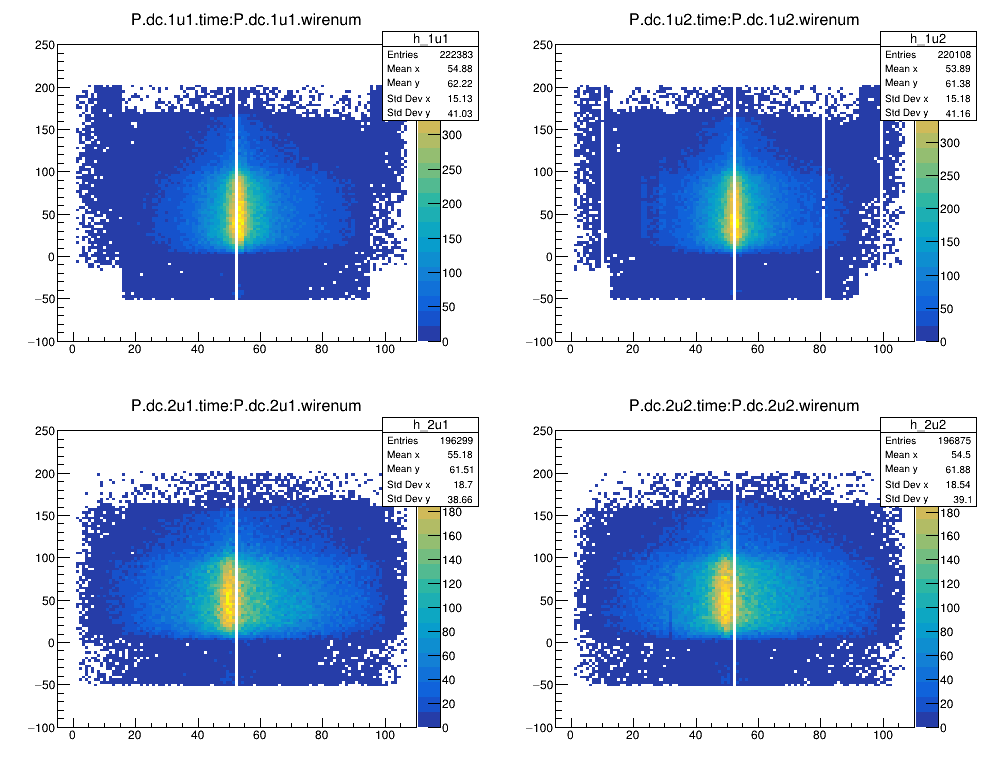 P.dc.1u1.time:P.dc.1u1.wirenum
h_1u1
Entries 222383
Mean x 54.88
Mean y 62.22
Std Dev x 15.13
Std Dev y 41.03
250
200
150
100
50
0
−50
−100
0 20 40 60 80 100
300
250
200
150
100
50
0
P.dc.1u2.time:P.dc.1u2.wirenum
h_1u2
Entries 220108
Mean x 53.89
Mean y 61.38
Std Dev x 15.18
Std Dev y 41.16
250
200
150
100
50
0
−50
−100
0 20 40 60 80 100
300
250
200
150
100
50
0
P.dc.2u1.time:P.dc.2u1.wirenum
h_2u1
Entries 196299
Mean x 55.18
Mean y 61.51
Std Dev x 18.7
Std Dev y 38.66
250
200
150
100
50
0
−50
−100
0 20 40 60 80 100
180
160
140
120
100
80
60
40
20
0
P.dc.2u2.time:P.dc.2u2.wirenum
h_2u2
Entries 196875
Mean x 54.5
Mean y 61.88
Std Dev x 18.54
Std Dev y 39.1
250
200
150
100
50
0
−50
−100
0 20 40 60 80 100
180
160
140
120
100
80
60
40
20
0